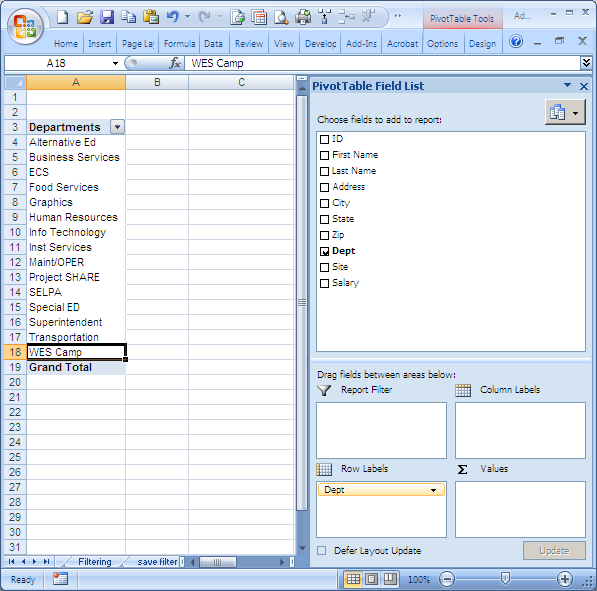 PivotTable Tools Ad...
Home Insert Page La Formula Data Review View Develop Add-Ins Acrobat Options Design
A18 fx WES Camp
A B C
1
2
3 Departments
4 Alternative Ed
5 Business Services
6 ECS
7 Food Services
8 Graphics
9 Human Resources
10 Info Technology
11 Inst Services
12 Maint/OPER
13 Project SHARE
14 SELPA
15 Special ED
16 Superintendent
17 Transportation
18 WES Camp
19 Grand Total
20
21
22
23
24
25
26
27
28
29
30
31
PivotTable Field List
Choose fields to add to report:
ID
First Name
Last Name
Address
City
State
Zip
Dept
Site
Salary
Drag fields between areas below:
Report Filter Column Labels
Row Labels Σ Values
Dept
Defer Layout Update Update
Filtering save filter
Ready 100%